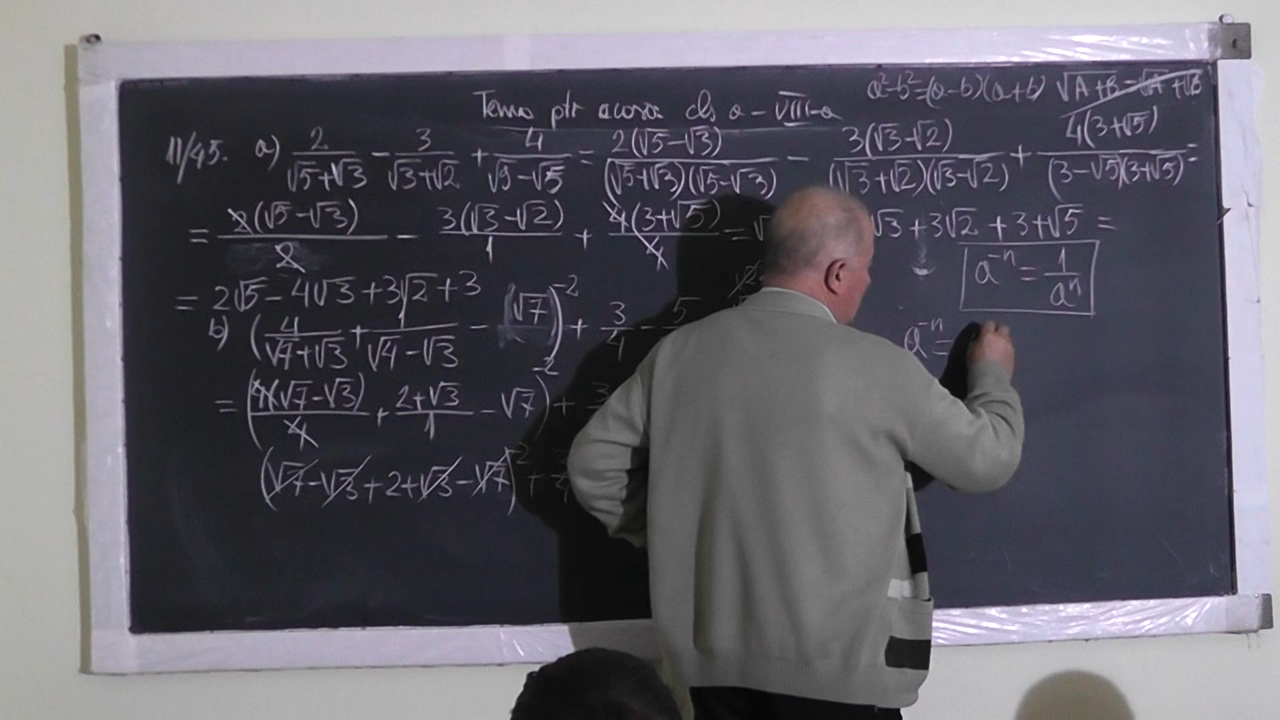 a²-b²=(a-b)(a+b) √A+B = √A+√B
Temă ptr acasă cls a-VIII-a
11/45. a) 2/(√5+√3) - 3/(√3+√2) + 4/(√9-√5) = 2(√5-√3)/((√5+√3)(√5-√3)) - 3(√3-√2)/((√3+√2)(√3-√2)) + 4(3+√5)/((3-√5)(3+√5)) =
= 2(√5-√3)/2 - 3(√3-√2)/1 + 4(3+√5)/4 = √ √3+3√2+3+√5 =
= 2√5-4√3+3√2+3
a⁻ⁿ = 1/aⁿ
b) (4/(√7+√3) + 1/(√4-√3) - √7)⁻² + 3/4 - 5
a⁻ⁿ =
= (4(√7-√3)/4 + (2+√3)/1 - √7)⁻² + 3
(√7-√3+2+√3-√7)⁻² +